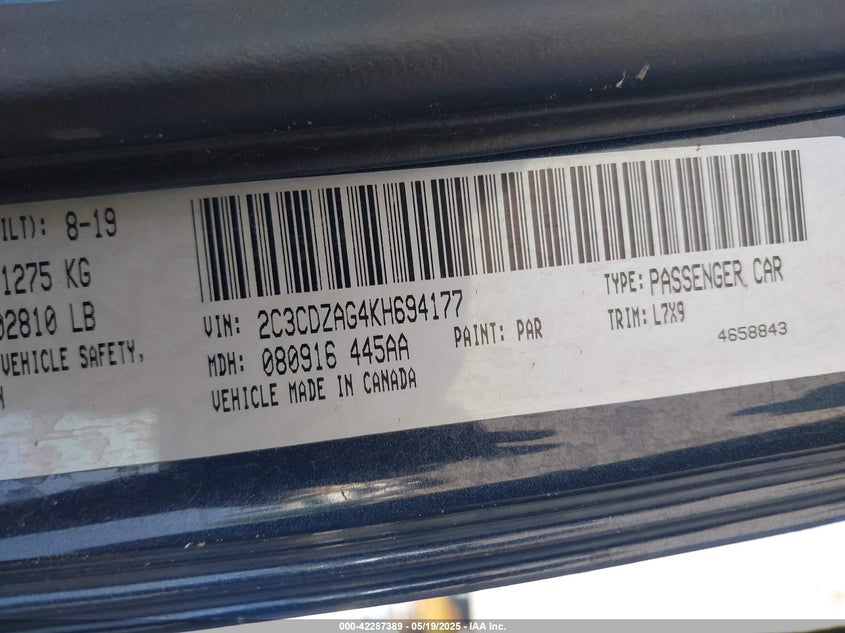 ILT): 8-19
1275 KG
02810 LB
VEHICLE SAFETY,
VIN: 2C3CDZAG4KH694177
TYPE: PASSENGER CAR
MDH: 080916 445AA
PAINT: PAR
TRIM: L7X9
VEHICLE MADE IN CANADA
4658843
000-42287389 - 05/19/2025 - IAA Inc.